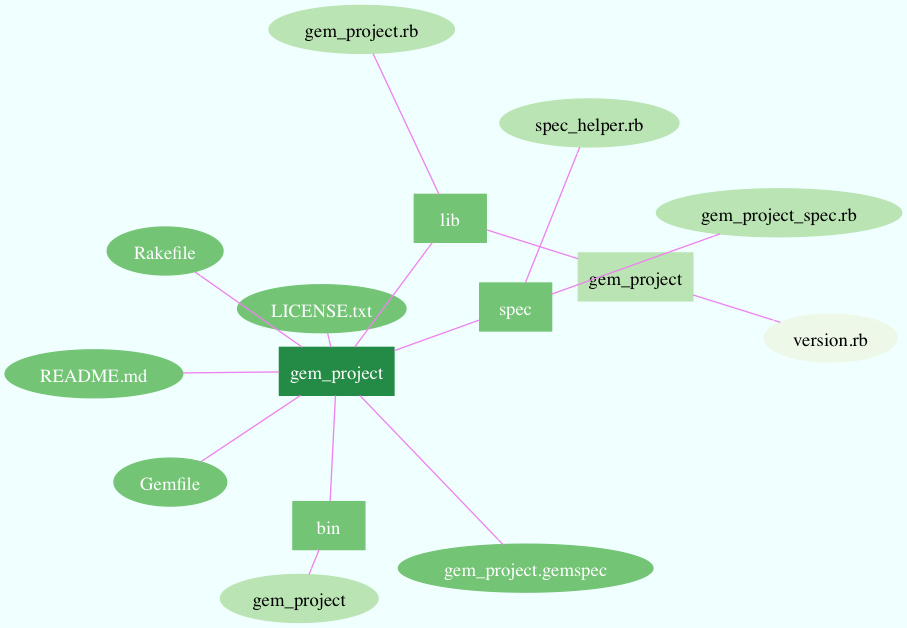 gem_project.rb
spec_helper.rb
gem_project_spec.rb
lib
Rakefile
gem_project
LICENSE.txt
spec
version.rb
README.md
gem_project
Gemfile
bin
gem_project.gemspec
gem_project